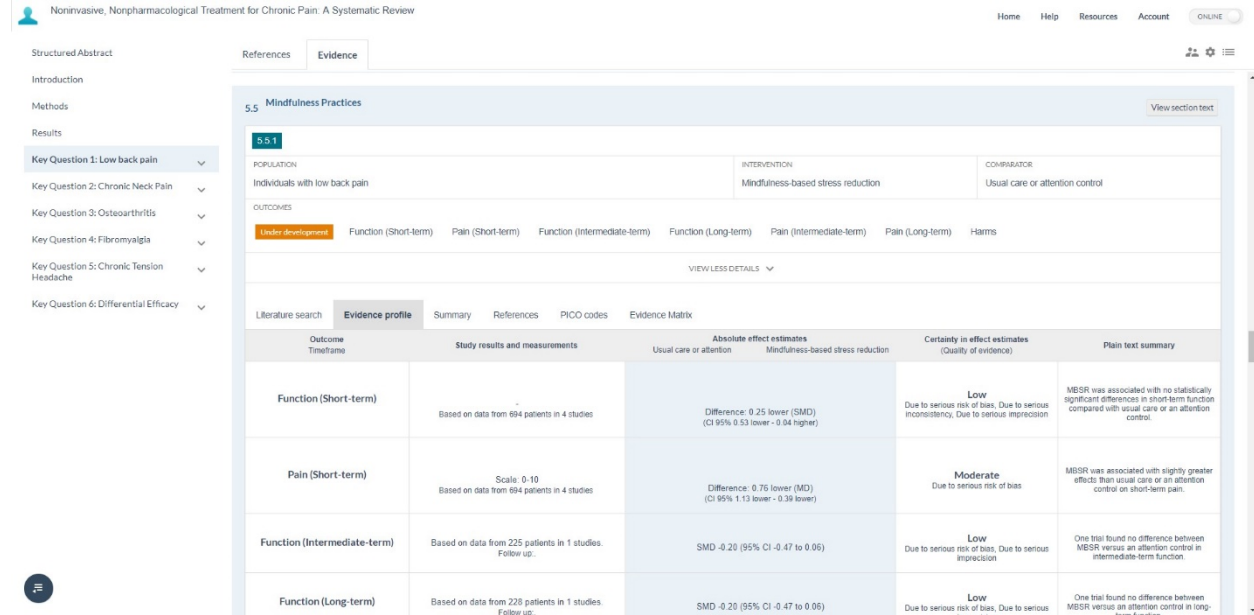 Noninvasive, Nonpharmacological Treatment for Chronic Pain: A Systematic Review
Home Help Resources Account ONLINE
Structured Abstract
Introduction
Methods
Results
Key Question 1: Low back pain
Key Question 2: Chronic Neck Pain
Key Question 3: Osteoarthritis
Key Question 4: Fibromyalgia
Key Question 5: Chronic Tension
Headache
Key Question 6: Differential Efficacy
References Evidence
5.5 Mindfulness Practices
View section text
5.5.1
POPULATION INTERVENTION COMPARATOR
Individuals with low back pain Mindfulness-based stress reduction Usual care or attention control
OUTCOMES
Under development Function (Short-term) Pain (Short-term) Function (Intermediate-term) Function (Long-term) Pain (Intermediate-term) Pain (Long-term) Harms
VIEW LESS DETAILS
Literature search Evidence profile Summary References PICO codes Evidence Matrix
Outcome
Timeframe
Study results and measurements
Absolute effect estimates
Usual care or attention Mindfulness-based stress reduction
Certainty in effect estimates
(Quality of evidence)
Plain text summary
Function (Short-term)
-
Based on data from 694 patients in 4 studies
Difference: 0.25 lower (SMD)
(CI 95% 0.53 lower - 0.04 higher)
Low
Due to serious risk of bias, Due to serious
inconsistency, Due to serious imprecision
MBSR was associated with no statistically
significant differences in short-term function
compared with usual care or an attention
control.
Pain (Short-term)
Scale: 0-10
Based on data from 694 patients in 4 studies
Difference: 0.76 lower (MD)
(CI 95% 1.13 lower - 0.39 lower)
Moderate
Due to serious risk of bias
MBSR was associated with slightly greater
effects than usual care or an attention
control on short-term pain.
Function (Intermediate-term)
Based on data from 225 patients in 1 studies.
Follow up:.
SMD -0.20 (95% CI -0.47 to 0.06)
Low
Due to serious risk of bias, Due to serious
imprecision
One trial found no difference between
MBSR versus an attention control in
intermediate-term function.
Function (Long-term)
Based on data from 228 patients in 1 studies.
Follow up:.
SMD -0.20 (95% CI -0.47 to 0.06)
Low
Due to serious risk of bias, Due to serious
One trial found no difference between
MBSR versus an attention control in long-